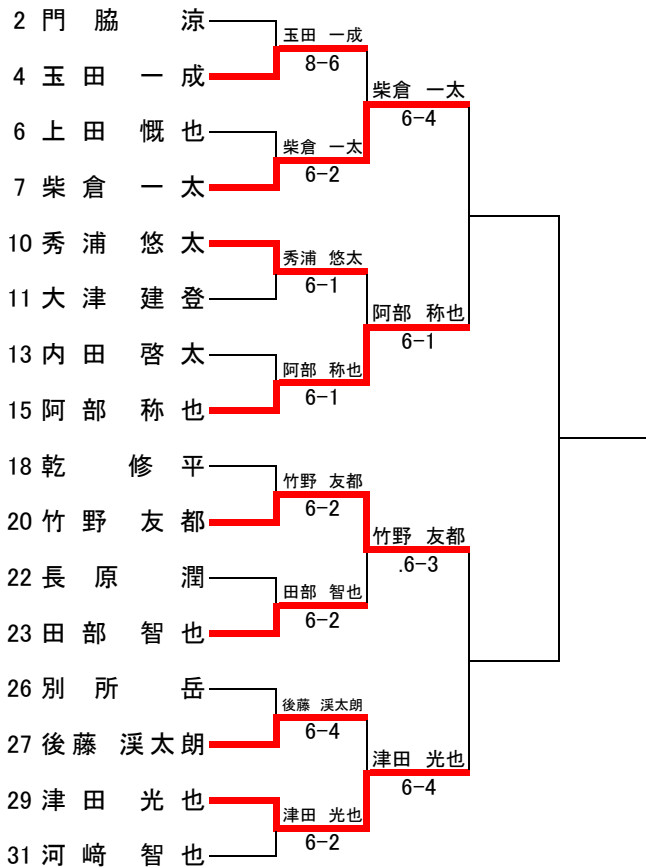 2 門脇 涼
4 玉田 一成
6 上田 慨也
7 柴倉 一太
10 秀浦 悠太
11 大津 建登
13 内田 啓太
15 阿部 称也
18 乾 修平
20 竹野 友都
22 長原 潤
23 田部 智也
26 別所 岳
27 後藤 渓太朗
29 津田 光也
31 河﨑 智也
玉田 一成
8-6
柴倉 一太
6-2
秀浦 悠太
6-1
阿部 称也
6-1
竹野 友都
6-2
田部 智也
6-2
後藤 渓太朗
6-4
津田 光也
6-2
柴倉 一太
6-4
阿部 称也
6-1
竹野 友都
.6-3
津田 光也
6-4